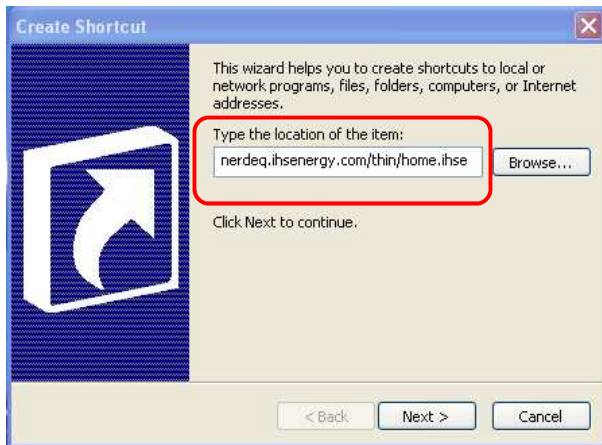 Create Shortcut
This wizard helps you to create shortcuts to local or
network programs, files, folders, computers, or Internet
addresses.
Type the location of the item:
nerdeq.ihsenergy.com/thin/home.ihse
Browse...
Click Next to continue.
< Back
Next >
Cancel